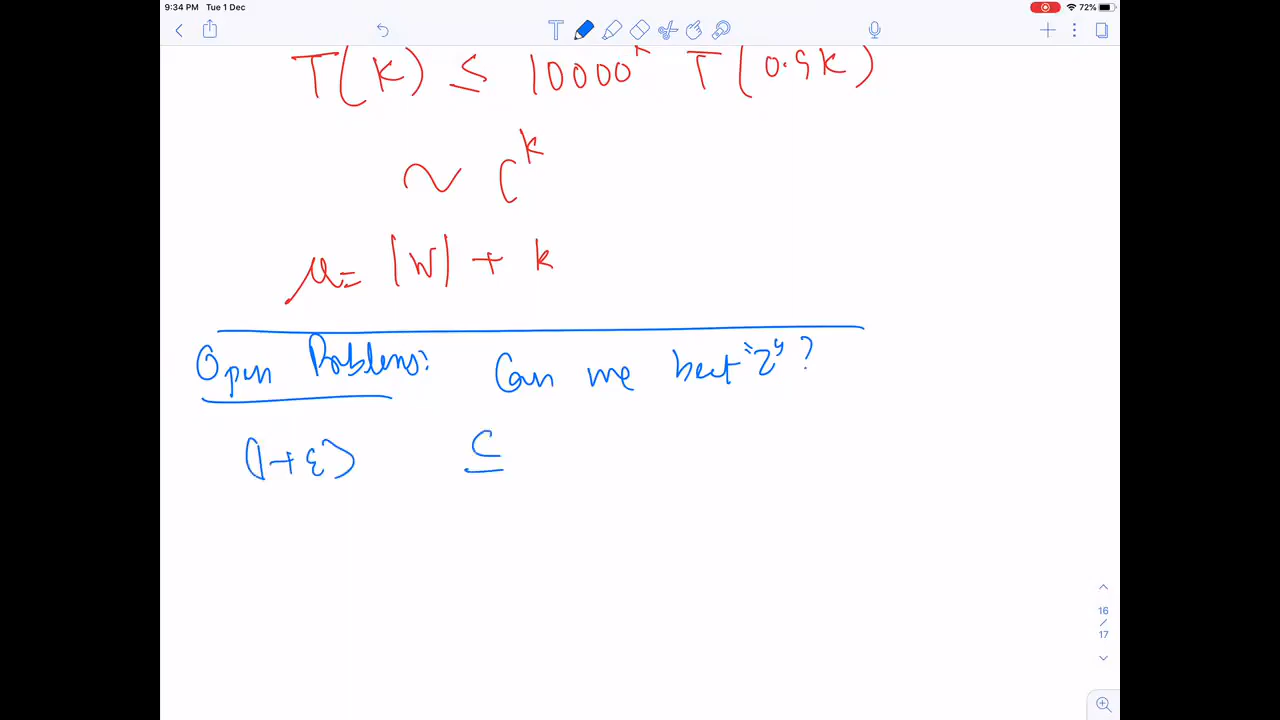 9:34 PM Tue 1 Dec
72%
T(K) ≤ 10000^k T(0.9K)
~ C^k
μ = |W| + k
Open Problems: Can we beat "2"?
(1+ε) C
16
/
17